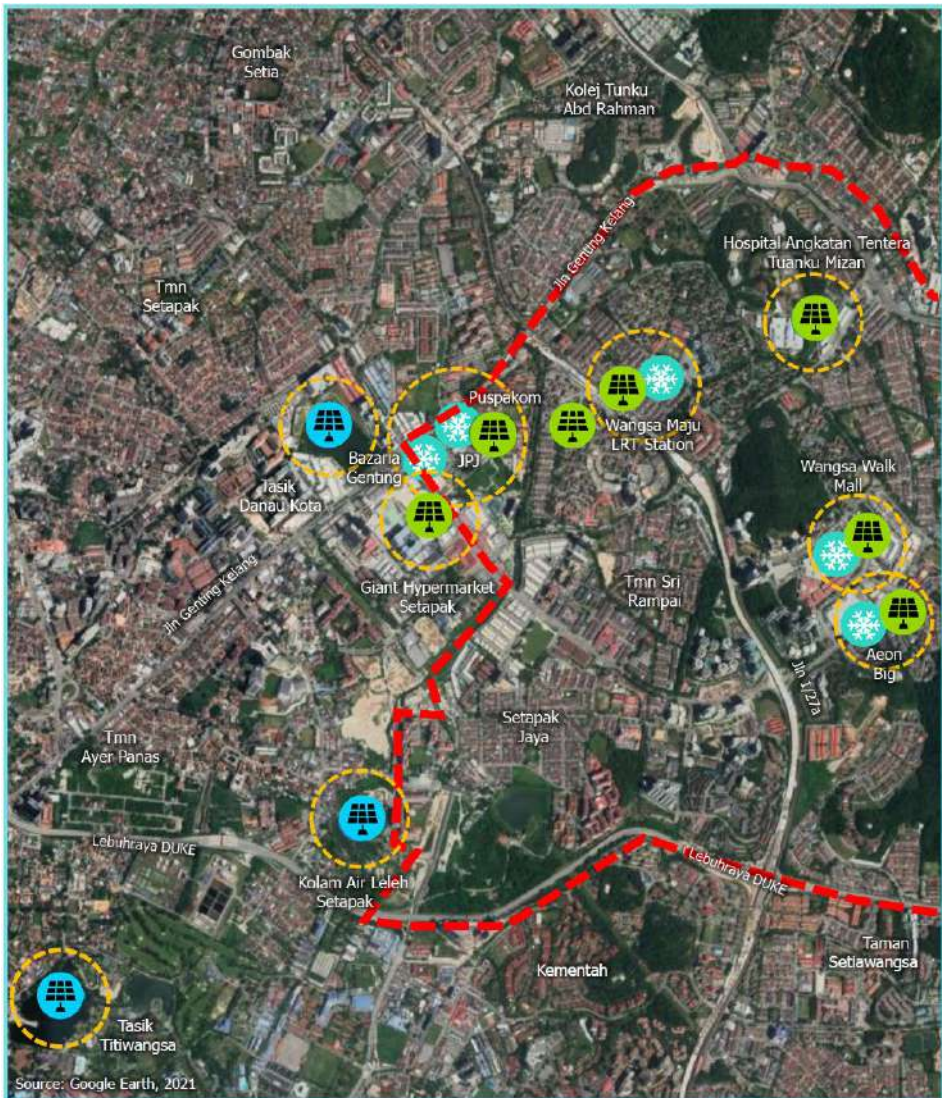 Gombak
Setia
Kolej Tunku
Abd Rahman
Jln Genting Kelang
Hospital Angkatan Tentera
Tuanku Mizan
Tmn
Setapak
Puspakom
Wangsa Maju
LRT Station
Bazaria
Genting
JPJ
Tasik
Danau Kota
Wangsa Walk
Mall
Jln Genting Kelang
Giant Hypermarket
Setapak
Tmn Sri
Rampai
Aeon
Big
Jln 1/27a
Setapak
Jaya
Tmn
Ayer Panas
Lebuhraya DUKE
Lebuhraya DUKE
Kolam Air Leleh
Setapak
Kementah
Taman
Setiawangsa
Tasik
Titiwangsa
Source: Google Earth, 2021